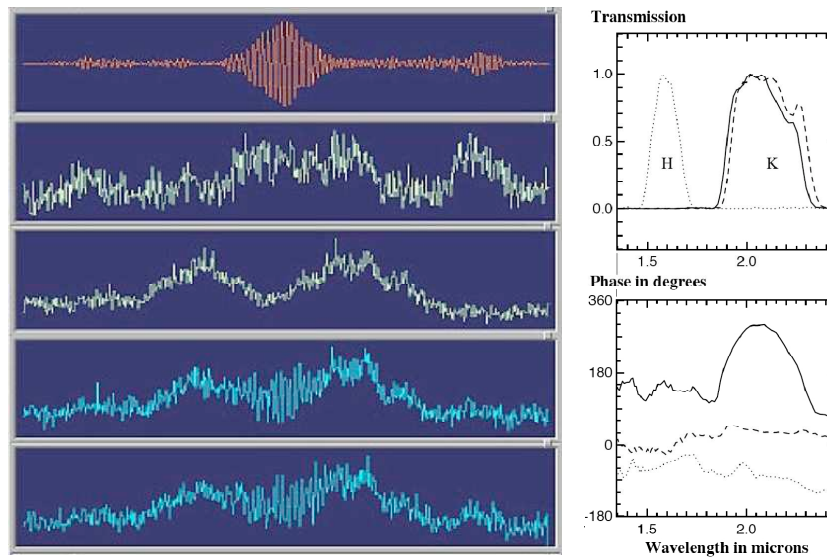 Transmission
1.0
0.5
0.0
H
K
1.5
2.0
Phase in degrees
360
180
0
-180
1.5
2.0
Wavelength in microns